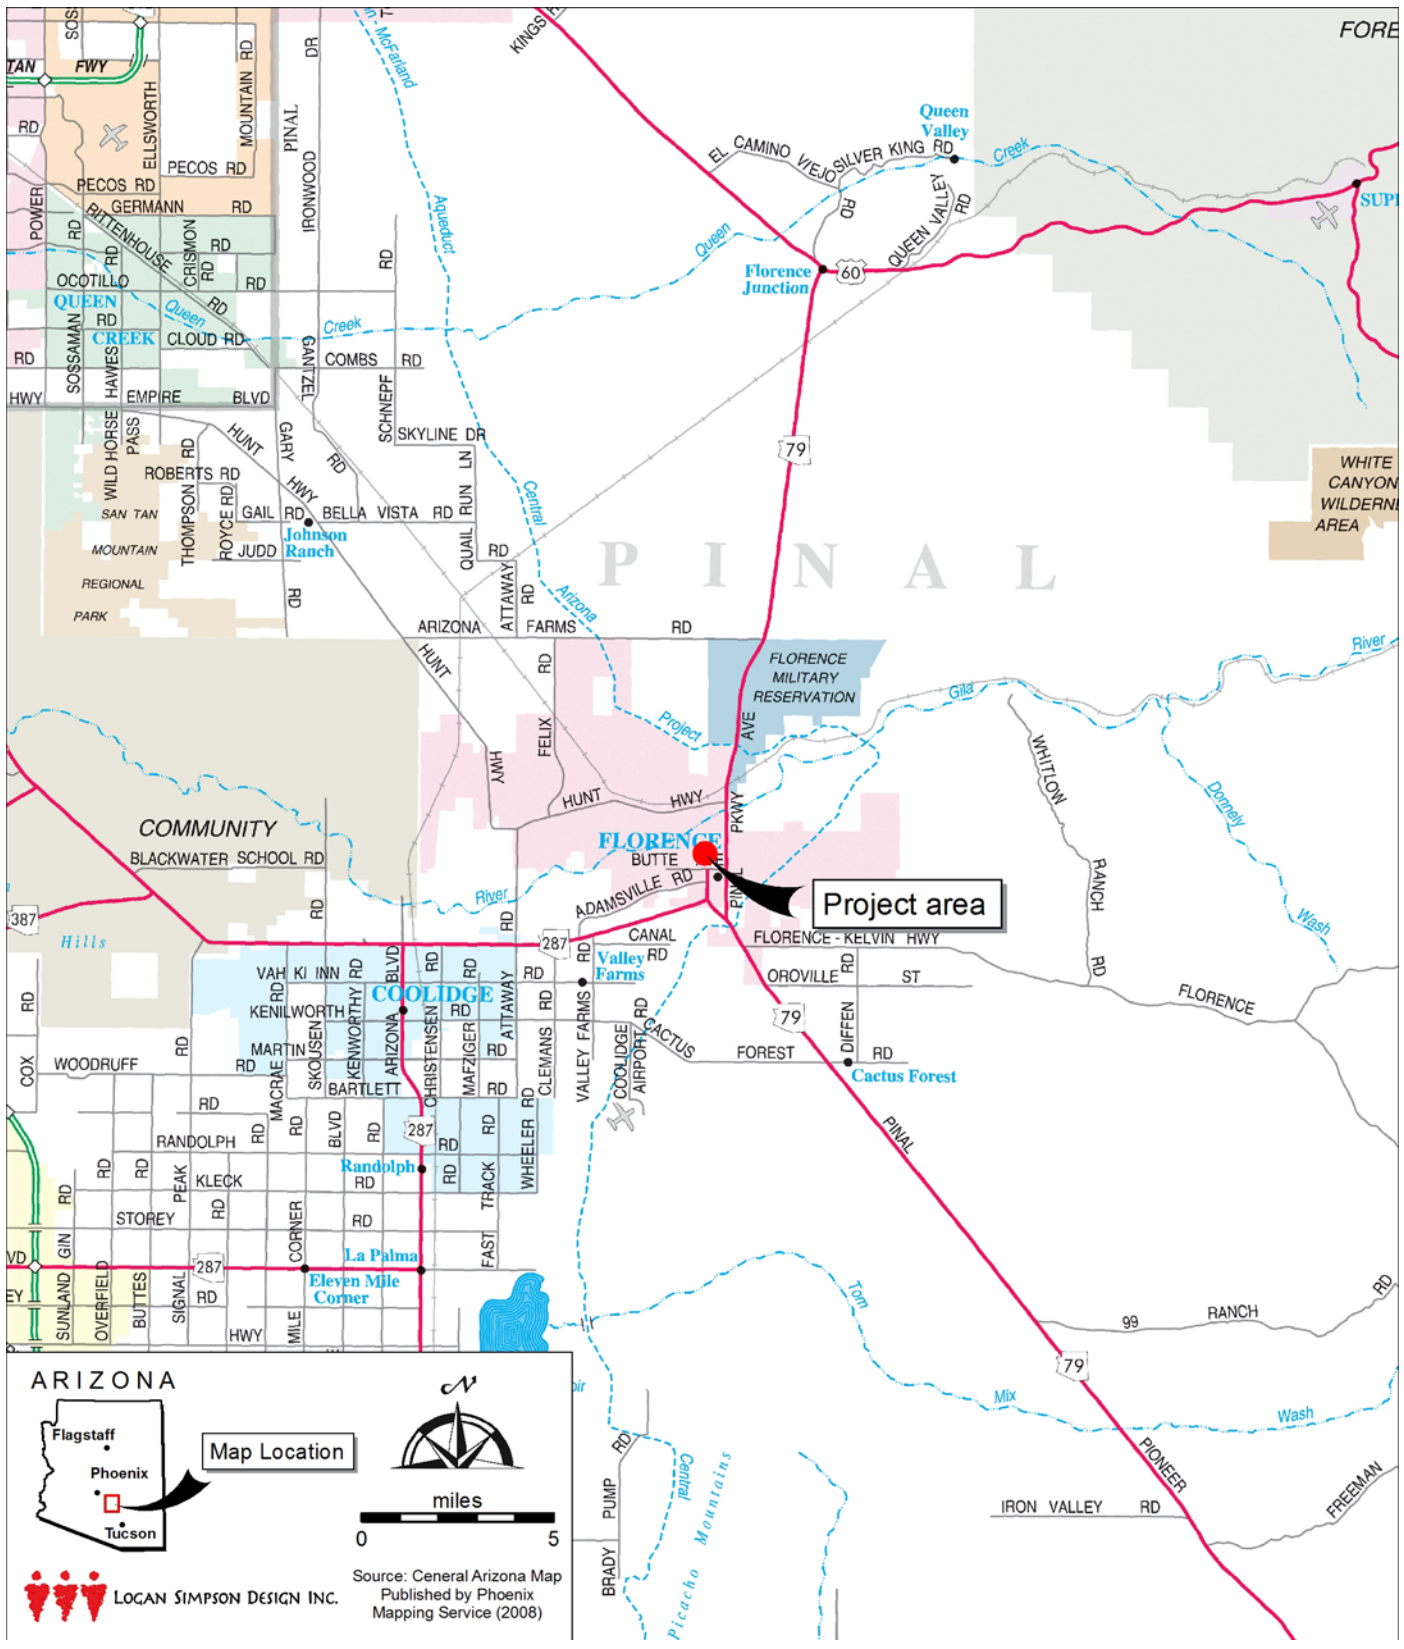 FORE
KINGS R
TAN FWY
SOSS
ELLSWORTH
MOUNTAIN RD
PINAL
DR
IRONWOOD
McFarland
Aqueduct
Queen
Valley
EL CAMINO VIEJO
SILVER KING RD
RD
Creek
QUEEN VALLEY RD
SUPE
RD
PECOS RD
PECOS RD
GERMANN RD
POWER
RD
RITTENHOUSE
RD
RD
CRISMON
RD
RD
RD
Queen
Florence
Junction
60
OCOTILLO RD
QUEEN
CREEK
RD
Queen
Creek
CLOUD RD
SOSSAMAN
HAWES
RD
GANTZEL
RD
COMBS RD
HWY
EMPIRE BLVD
SCHNEPF
SKYLINE DR
79
WILD HORSE
PASS
HUNT
HWY
GARY
RD
ROBERTS RD
THOMPSON RD
ROYCE RD
SAN TAN
MOUNTAIN
REGIONAL
PARK
GAIL RD
BELLA VISTA RD
QUAIL RUN LN
Johnson
Ranch
JUDD
RD
ATTAWAY
RD
Central
Arizona
PINAL
WHITE
CANYON
WILDERNE
AREA
ARIZONA FARMS RD
HUNT
HWY
FELIX
RD
FLORENCE
MILITARY
RESERVATION
Project
AVE
Gila
River
WHITLOW
RANCH
RD
Donnely
Wash
HUNT HWY
PKWY
COMMUNITY
FLORENCE
BUTTE
BLACKWATER SCHOOL RD
RD
River
ADAMSVILLE RD
PINAL
Project area
387
Hills
RD
287
CANAL
RD
FLORENCE - KELVIN HWY
VAH KI INN RD
BLVD
RD
RD
RD
RD
Valley
Farms
OROVILLE
RD
ST
COOLIDGE
KENILWORTH
RD
FLORENCE
RD
COX
WOODRUFF RD
RD
MARTIN
RD
MACRAE
RD
SKOUSEN
KENWORTHY
ARIZONA
CHRISTENSEN
MAFZIGER
ATTAWAY
CLEMANS
RD
VALLEY FARMS
COOLIDGE
AIRPORT RD
CACTUS
FOREST
RD
79
DIFFEN
Cactus Forest
BARTLETT RD
RD
287
RD
BLVD
RD
RD
RD
RD
RD
RANDOLPH
Randolph
KLECK
RD
RD
RD
PEAK
RD
TRACK
WHEELER RD
PINAL
STOREY
RD
RD
GIN
CORNER
FAST
VD
287
La Palma
Eleven Mile
Corner
EY
SUNLAND
OVERFIELD
BUTTES
SIGNAL
RD
HWY
MILE
Tom
Mix
Wash
99 RANCH RD
79
PIONEER
ARIZONA
Flagstaff
Phoenix
Tucson
Map Location
N
miles
0 5
oir
RD
PUMP
BRADY
Central
Picacho Mountains
IRON VALLEY RD
FREEMAN
LOGAN SIMPSON DESIGN INC.
Source: Ceneral Arizona Map
Published by Phoenix
Mapping Service (2008)